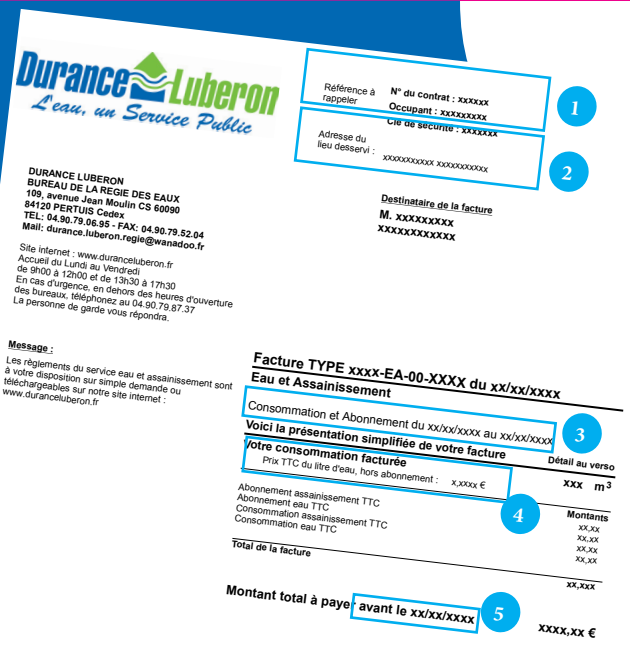 Durance Luberon
L'eau, un Service Public
Référence à
rappeler
N° du contrat : xxxxxx
Occupant : xxxxxxxxx
Clé de sécurité : xxxxxxx
1
Adresse du
lieu desservi :
xxxxxxxxxxx xxxxxxxxxxx
2
DURANCE LUBERON
BUREAU DE LA REGIE DES EAUX
109, avenue Jean Moulin CS 60090
84120 PERTUIS Cedex
TEL: 04.90.79.06.95 - FAX: 04.90.79.52.04
Mail: durance.luberon.regie@wanadoo.fr
Site internet : www.duranceluberon.fr
Accueil du Lundi au Vendredi
de 9h00 à 12h00 et de 13h30 à 17h30
En cas d'urgence, en dehors des heures d'ouverture
des bureaux, téléphonez au 04.90.79.87.37
La personne de garde vous répondra.
Destinataire de la facture
M. xxxxxxxxx
xxxxxxxxxxxx
Message :
Les règlements du service eau et assainissement sont
à votre disposition sur simple demande ou
téléchargeables sur notre site internet :
www.duranceluberon.fr
Facture TYPE xxxx-EA-00-XXXX du xx/xx/xxxx
Eau et Assainissement
Consommation et Abonnement du xx/xx/xxxx au xx/xx/xxxx
3
Voici la présentation simplifiée de votre facture
Détail au verso
Votre consommation facturée
xxx m³
Prix TTC du litre d'eau, hors abonnement : x,xxxx €
4
Montants
Abonnement assainissement TTC xx,xx
Abonnement eau TTC xx,xx
Consommation assainissement TTC xx,xx
Consommation eau TTC xx,xx
Total de la facture xx,xxx
Montant total à payer avant le xx/xx/xxxx
5
xxxx,xx €